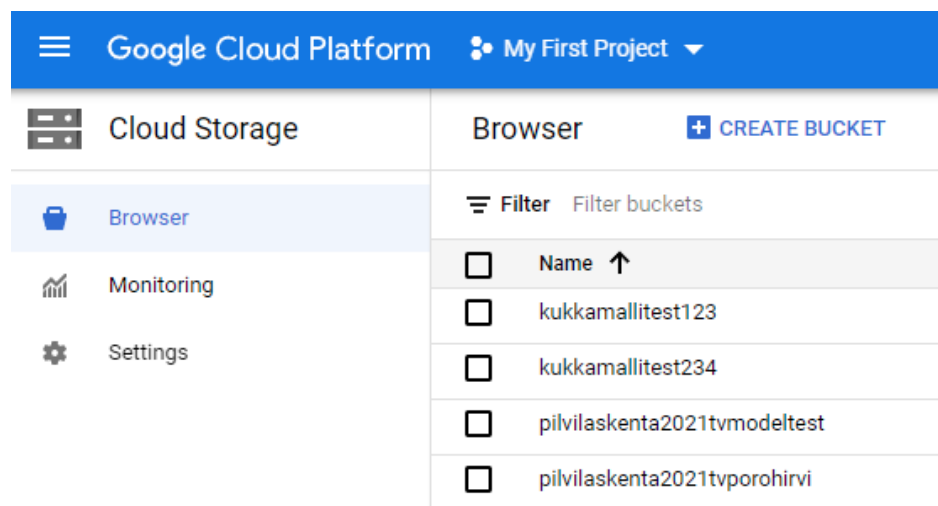 Google Cloud Platform My First Project
Cloud Storage
Browser
Monitoring
Settings
Browser CREATE BUCKET
Filter Filter buckets
Name
kukkamallitest123
kukkamallitest234
pilvilaskenta2021tvmodeltest
pilvilaskenta2021tvporohirvi